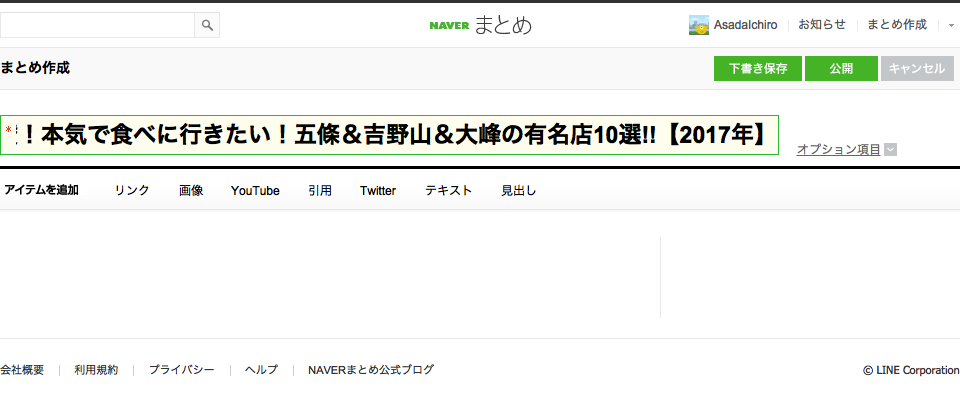 NAVER まとめ
AsadaIchiro お知らせ まとめ作成
まとめ作成 下書き保存 公開 キャンセル
*！本気で食べに行きたい！五條＆吉野山＆大峰の有名店10選!!【2017年】
オプション項目
アイテムを追加 リンク 画像 YouTube 引用 Twitter テキスト 見出し
会社概要 利用規約 プライバシー ヘルプ NAVERまとめ公式ブログ © LINE Corporation